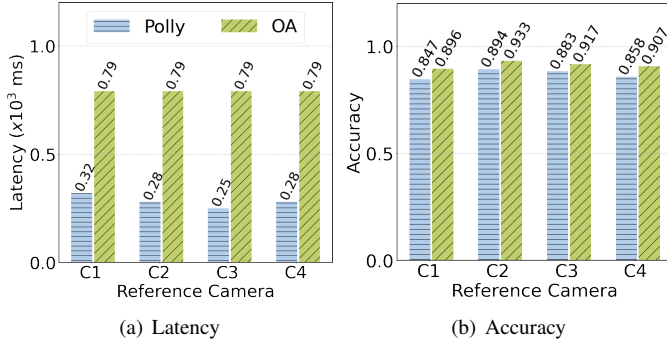 Polly
OA
1.0
0.5
0.0
Latency (x10³ ms)
0.32
0.79
0.28
0.79
0.25
0.79
0.28
0.79
C1
C2
C3
C4
Reference Camera
(a) Latency
1.0
0.5
0.0
Accuracy
0.847
0.896
0.894
0.933
0.883
0.917
0.858
0.907
C1
C2
C3
C4
Reference Camera
(b) Accuracy